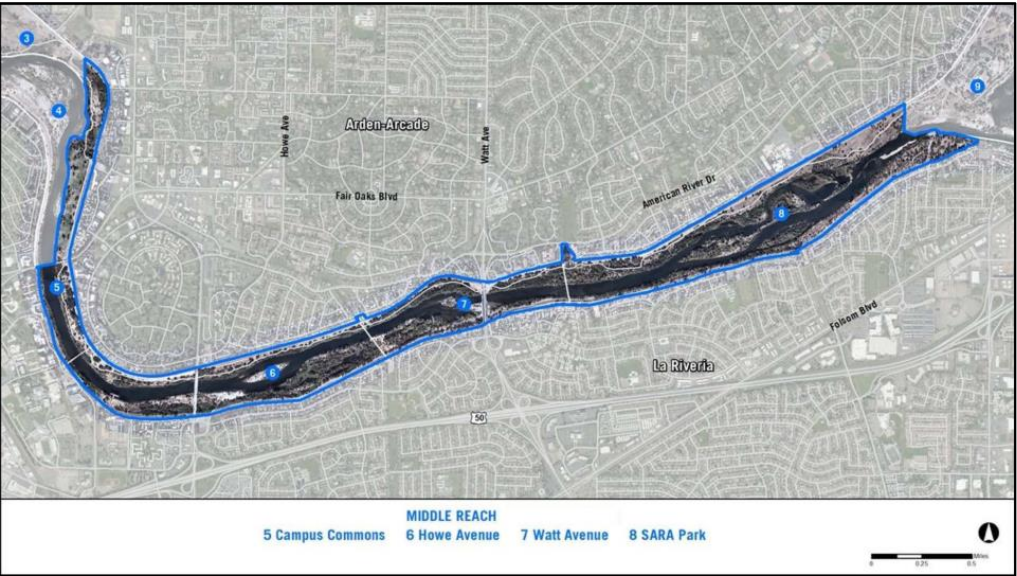 3
9
4
Arden-Arcade
Howe Ave
Watt Ave
Fair Oaks Blvd
American River Dr
8
5
7
Folsom Blvd
6
La Riveria
50
MIDDLE REACH
5 Campus Commons 6 Howe Avenue 7 Watt Avenue 8 SARA Park
Miles
0 0.25 0.5